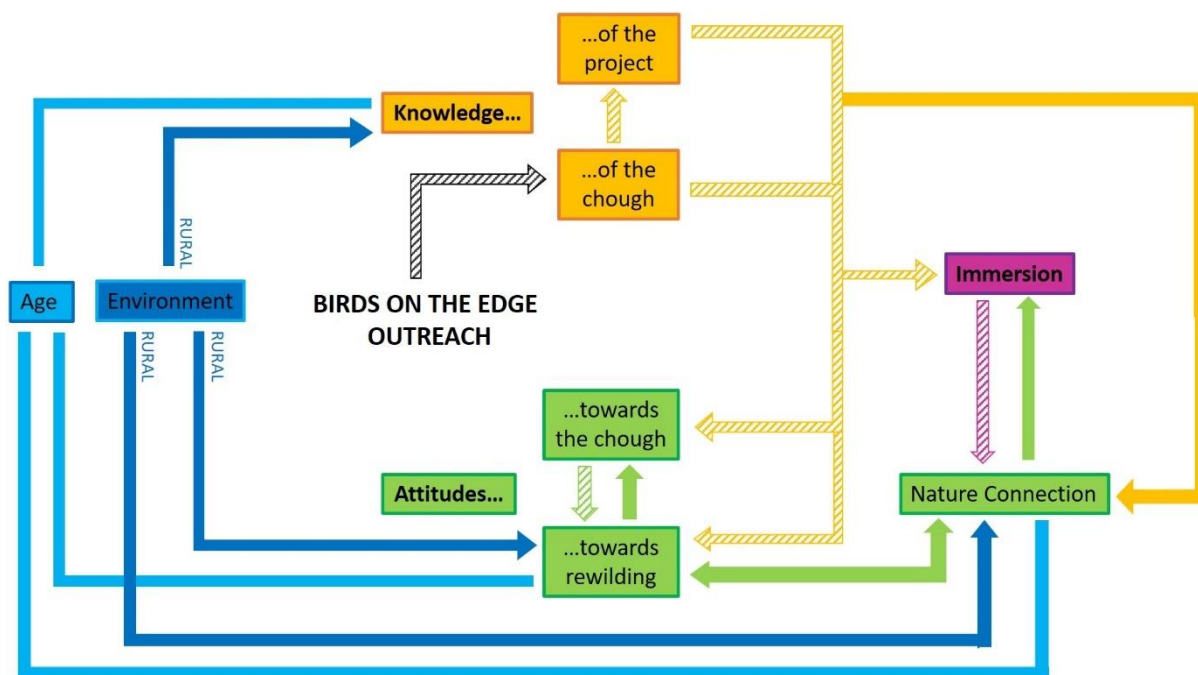 ...of the
project
Knowledge...
...of the
chough
RURAL
Age
Environment
BIRDS ON THE EDGE
OUTREACH
Immersion
RURAL
RURAL
...towards
the chough
Attitudes...
Nature Connection
...towards
rewilding